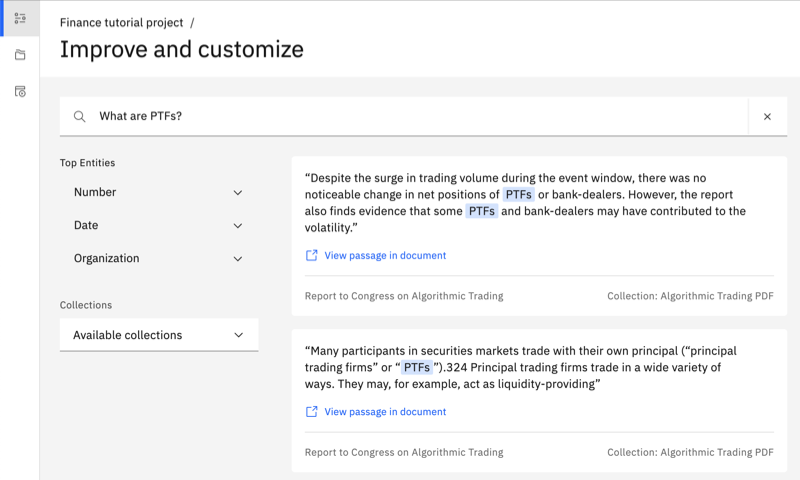 Finance tutorial project /
Improve and customize
What are PTFs?
Top Entities
Number
Date
Organization
Collections
Available collections
“Despite the surge in trading volume during the event window, there was no
noticeable change in net positions of PTFs or bank-dealers. However, the report
also finds evidence that some PTFs and bank-dealers may have contributed to the
volatility.”
View passage in document
Report to Congress on Algorithmic Trading
Collection: Algorithmic Trading PDF
“Many participants in securities markets trade with their own principal (“principal
trading firms” or “PTFs”).324 Principal trading firms trade in a wide variety of
ways. They may, for example, act as liquidity-providing”
View passage in document
Report to Congress on Algorithmic Trading
Collection: Algorithmic Trading PDF